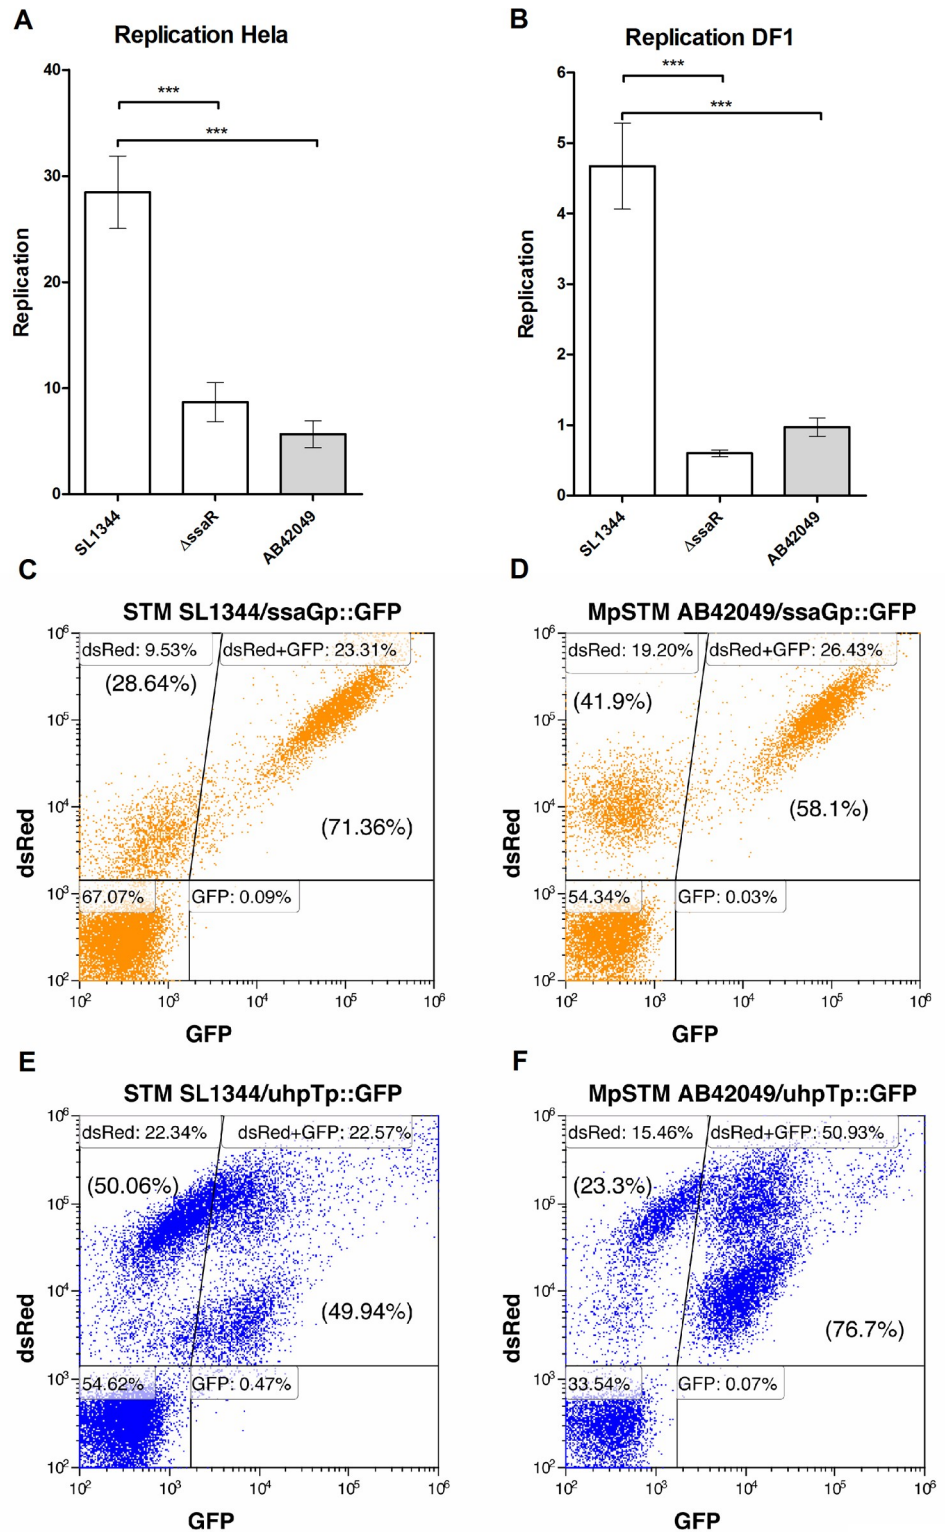 A
Replication Hela
40
30
20
10
0
Replication
***
***
SL1344
ΔssaR
AB42049
B
Replication DF1
6
5
4
3
2
1
0
Replication
***
***
SL1344
ΔssaR
AB42049
C
STM SL1344/ssaGp::GFP
dsRed: 9.53%
dsRed+GFP: 23.31%
(28.64%)
(71.36%)
67.07%
GFP: 0.09%
10⁶
10⁵
10⁴
10³
10²
dsRed
10² 10³ 10⁴ 10⁵ 10⁶
GFP
D
MpSTM AB42049/ssaGp::GFP
dsRed: 19.20%
dsRed+GFP: 26.43%
(41.9%)
(58.1%)
54.34%
GFP: 0.03%
10⁶
10⁵
10⁴
10³
10²
dsRed
10² 10³ 10⁴ 10⁵ 10⁶
GFP
E
STM SL1344/uhpTp::GFP
dsRed: 22.34%
dsRed+GFP: 22.57%
(50.06%)
(49.94%)
54.62%
GFP: 0.47%
10⁶
10⁵
10⁴
10³
10²
dsRed
10² 10³ 10⁴ 10⁵ 10⁶
GFP
F
MpSTM AB42049/uhpTp::GFP
dsRed: 15.46%
dsRed+GFP: 50.93%
(23.3%)
(76.7%)
33.54%
GFP: 0.07%
10⁶
10⁵
10⁴
10³
10²
dsRed
10² 10³ 10⁴ 10⁵ 10⁶
GFP